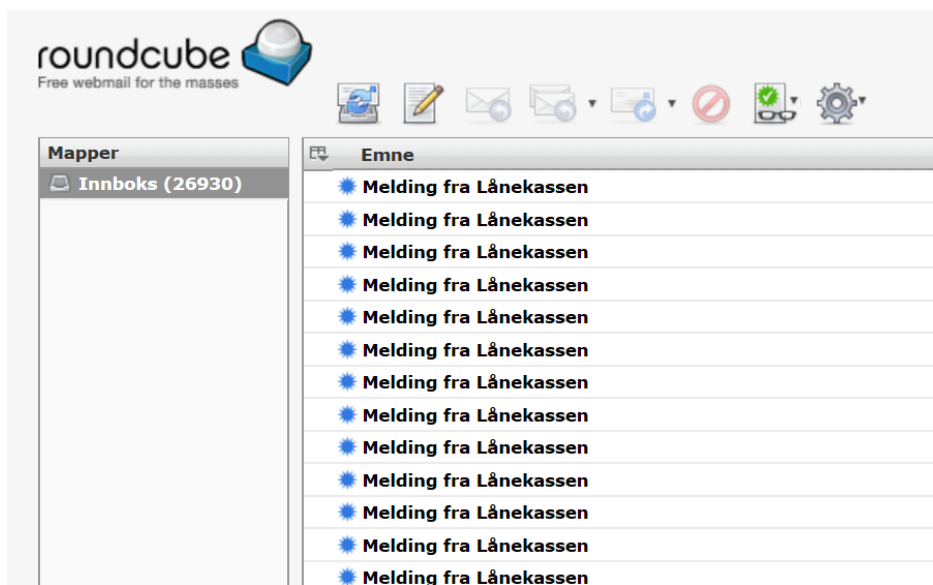 roundcube
Free webmail for the masses
Mapper
Innboks (26930)
Emne
Melding fra Lånekassen
Melding fra Lånekassen
Melding fra Lånekassen
Melding fra Lånekassen
Melding fra Lånekassen
Melding fra Lånekassen
Melding fra Lånekassen
Melding fra Lånekassen
Melding fra Lånekassen
Melding fra Lånekassen
Melding fra Lånekassen
Melding fra Lånekassen
Melding fra Lånekassen